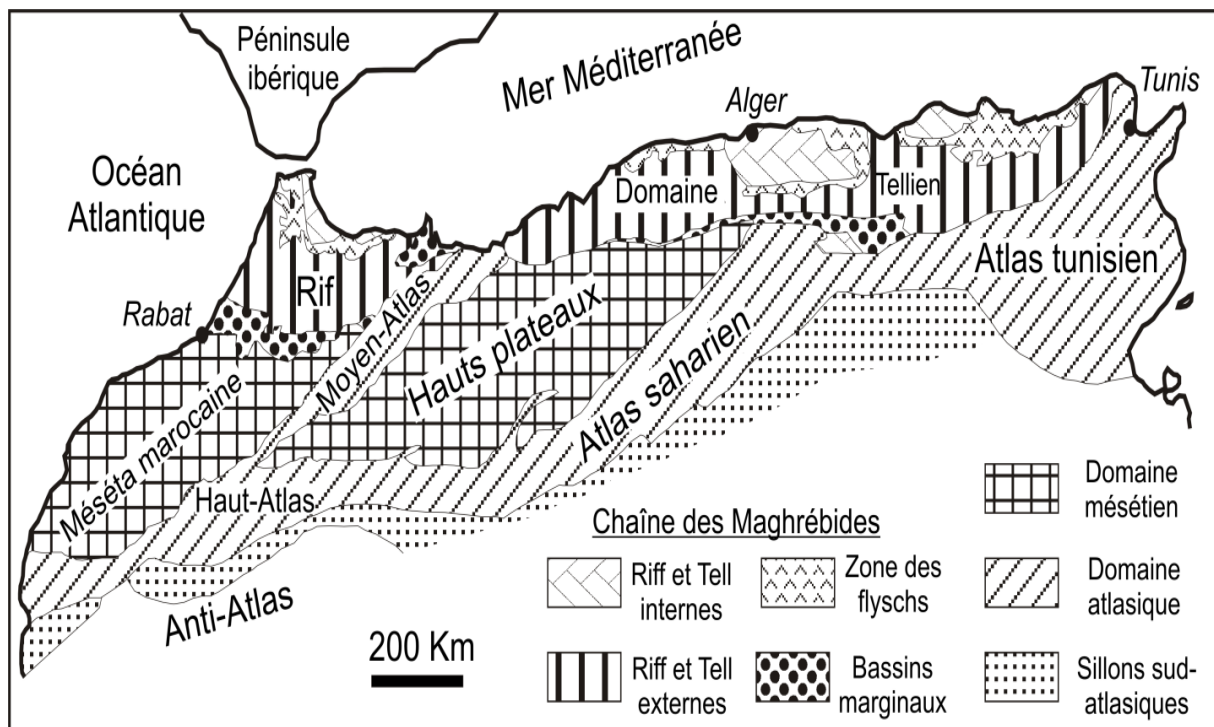 Péninsule
ibérique
Mer Méditerranée
Alger
Tunis
Océan
Atlantique
Domaine
Tellien
Rif
Rabat
Atlas tunisien
Moyen-Atlas
Hauts plateaux
Atlas saharien
Méséta marocaine
Haut-Atlas
Anti-Atlas
200 Km
Chaîne des Maghrébides
Riff et Tell
internes
Zone des
flyschs
Riff et Tell
externes
Bassins
marginaux
Domaine
mésétien
Domaine
atlasique
Sillons sud-
atlasiques